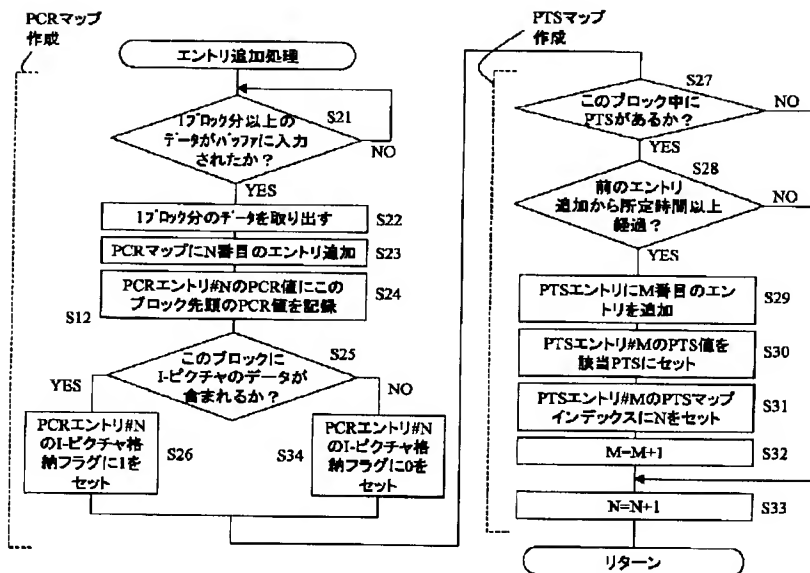 PCRマップ
作成
エントリ追加処理
1ブロック分以上の
データがバッファに入力
されたか?
S21
NO
YES
1ブロック分のデータを取り出す
S22
PCRマップにN番目のエントリ追加
S23
PCRエントリ#NのPCR値にこの
ブロック先頭のPCR値を記録
S24
S12
このブロックに
I-ピクチャのデータが
含まれるか?
S25
YES
NO
PCRエントリ#N
のI-ピクチャ格
納フラグに1を
セット
S26
S34
PCRエントリ#N
のI-ピクチャ格
納フラグに0を
セット
PTSマップ
作成
S27
このブロック中に
PTSがあるか?
NO
YES
S28
前のエントリ
追加から所定時間以上
経過?
NO
YES
PTSエントリにM番目のエント
リを追加
S29
PTSエントリ#MのPTS値を
該当PTSにセット
S30
PTSエントリ#MのPTSマップ
インデックスにNをセット
S31
M=M+1
S32
N=N+1
S33
リターン